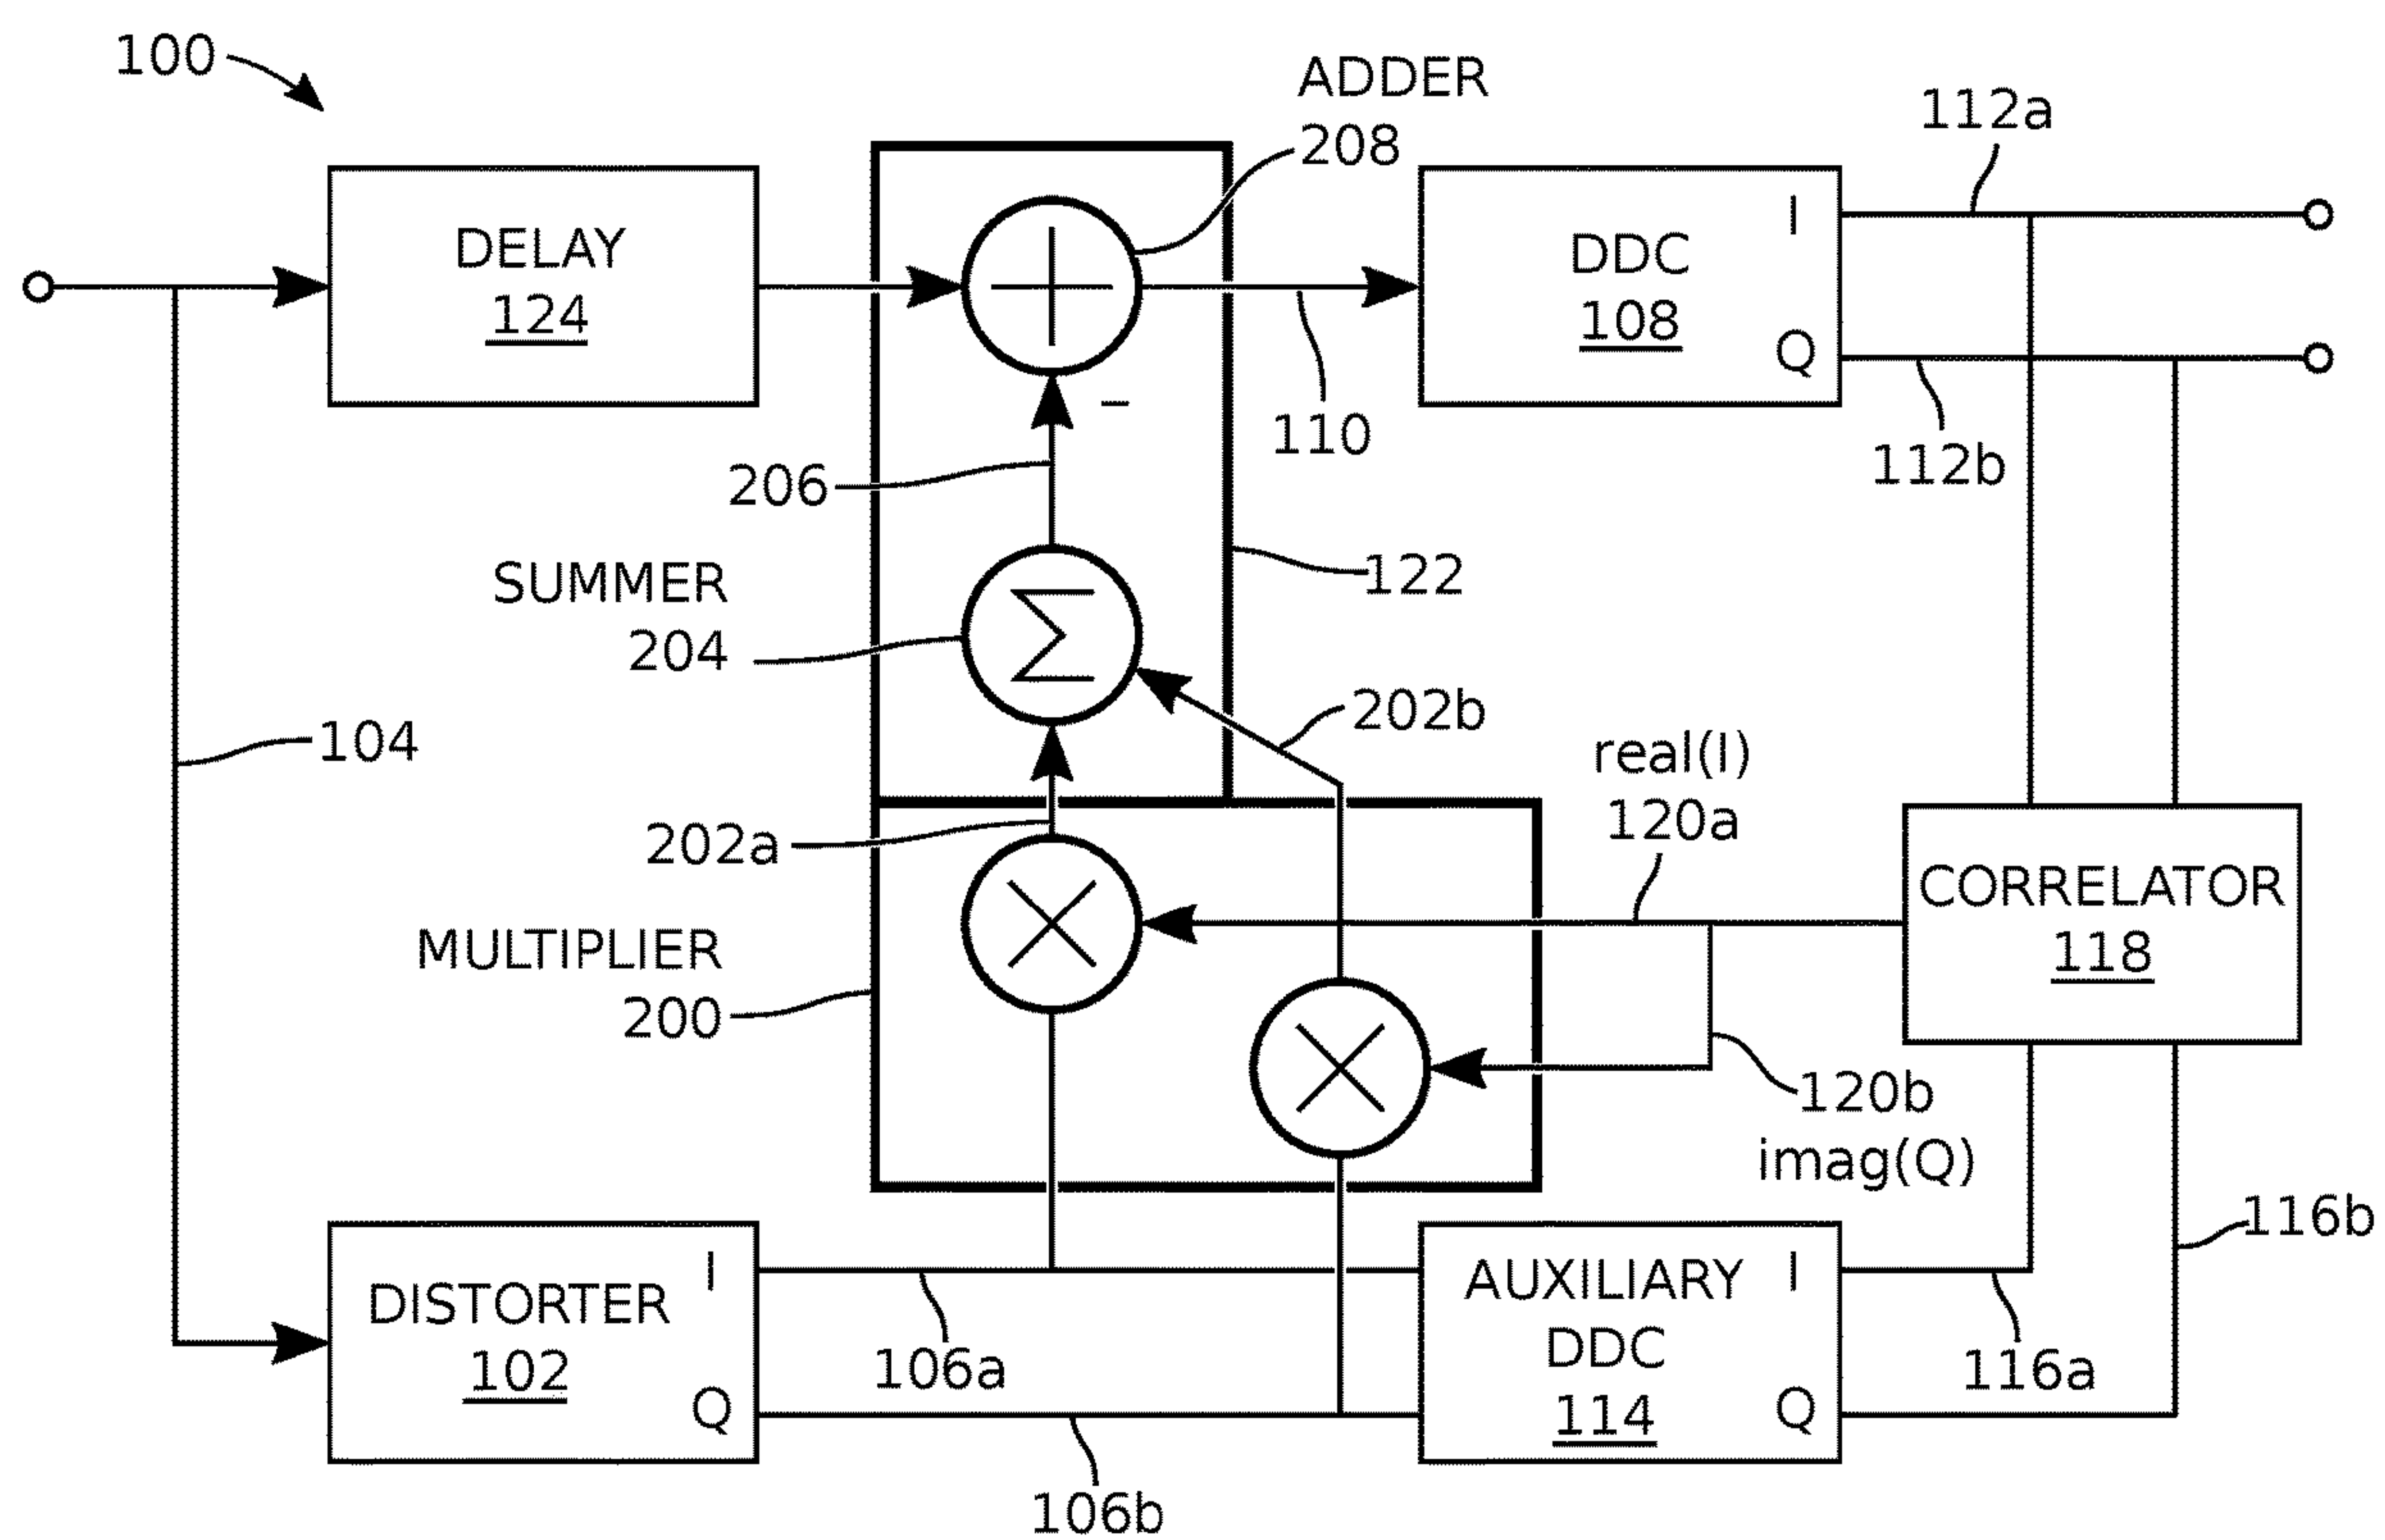 100
ADDER
208
112a
DELAY
124
DDC
108
I
Q
110
112b
206
122
SUMMER
204
202b
104
real(I)
120a
202a
CORRELATOR
118
MULTIPLIER
200
120b
imag(Q)
116b
DISTORTER
102
I
Q
106a
AUXILIARY
DDC
114
I
Q
116a
106b